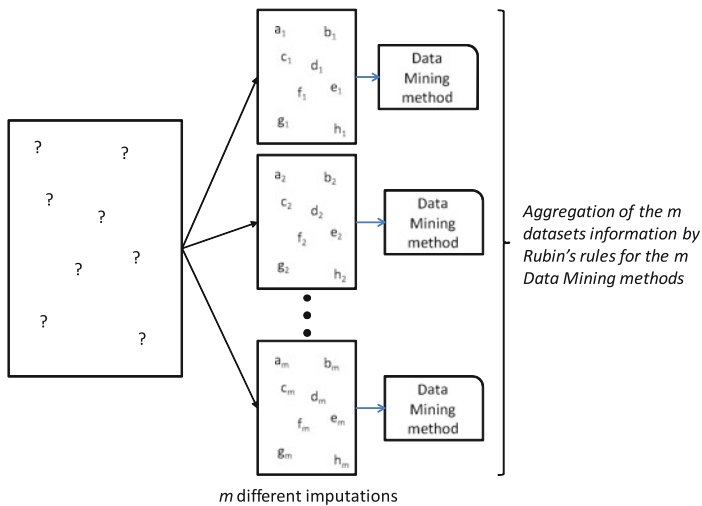 ?
?
?
?
?
?
?
?
a1 b1
c1 d1
f1 e1
g1 h1
Data
Mining
method
a2 b2
c2 d2
f2 e2
g2 h2
Data
Mining
method
am bm
cm dm
fm em
gm hm
Data
Mining
method
Aggregation of the m
datasets information by
Rubin's rules for the m
Data Mining methods
m different imputations